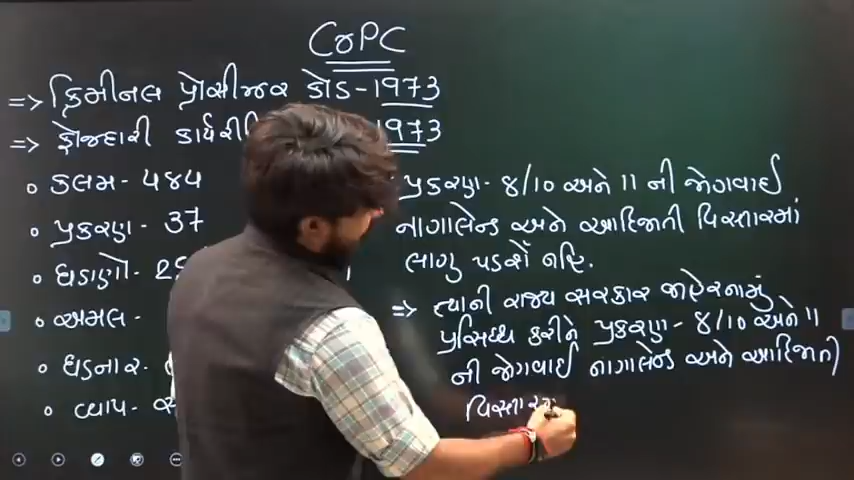 CrPC
=> ક્રિમીનલ પ્રોસીજર કોડ-1973
=> ફોજદારી કાર્યરીતિ 1973
કલમ - 484
પ્રકરણ - 37
ઘડાણો -
અમલ -
ઘડનાર -
વ્યાપ -
પ્રકરણ - 8/10 અને 11 ની જોગવાઈ
નાગાલેન્ડ અને આદિજાતી વિસ્તારમાં
લાગુ પડશે નહિ.
=> ત્યાની રાજ્ય સરકાર જાહેરનામું
પ્રસિધ્ધ કરીને પ્રકરણ - 8/10 અને 11
ની જોગવાઈ નાગાલેન્ડ અને આદિજાતી